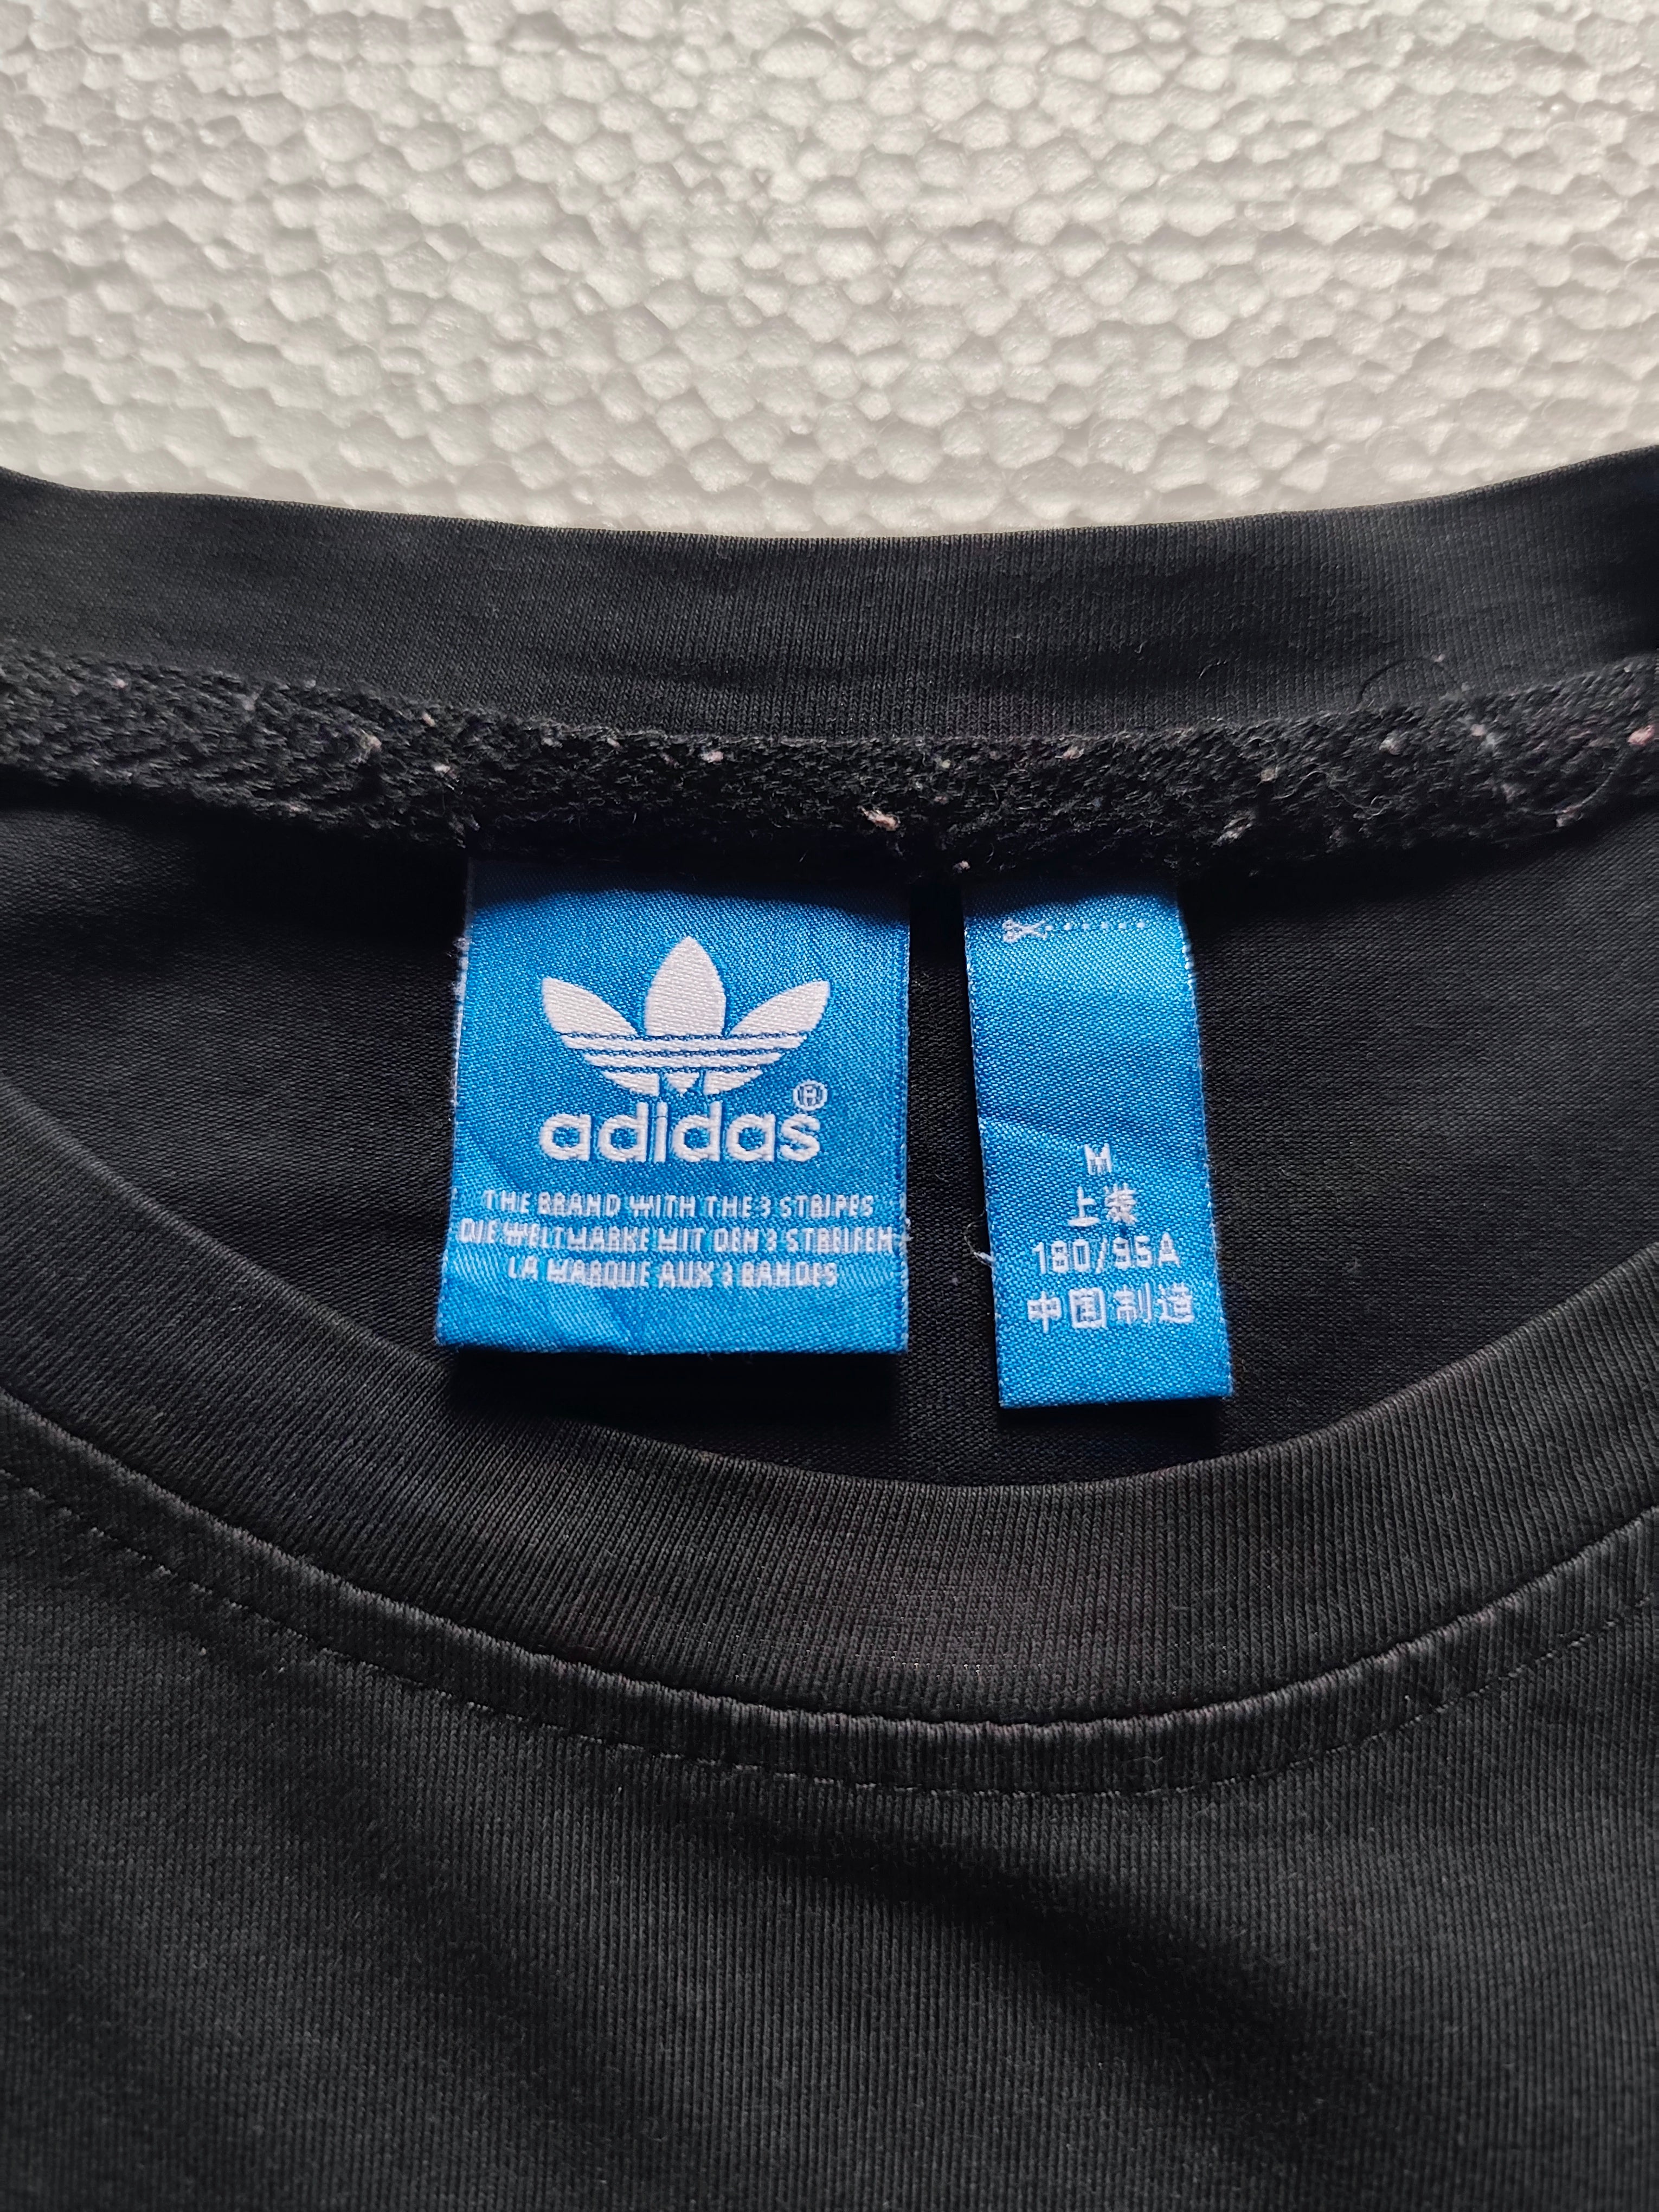 adidas®
THE BRAND WITH THE 3 STRIPES
DIE WELTMARKE MIT DEN 3 STREIFEN
LA MARQUE AUX 3 BANDES
M
上装
180/95A
中国制造